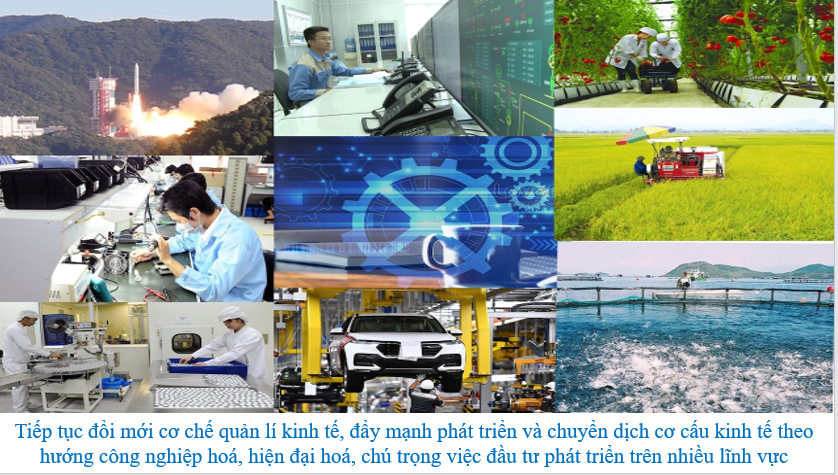 Tiếp tục đổi mới cơ chế quản lí kinh tế, đẩy mạnh phát triển và chuyển dịch cơ cấu kinh tế theo
hướng công nghiệp hoá, hiện đại hoá, chú trọng việc đầu tư phát triển trên nhiều lĩnh vực